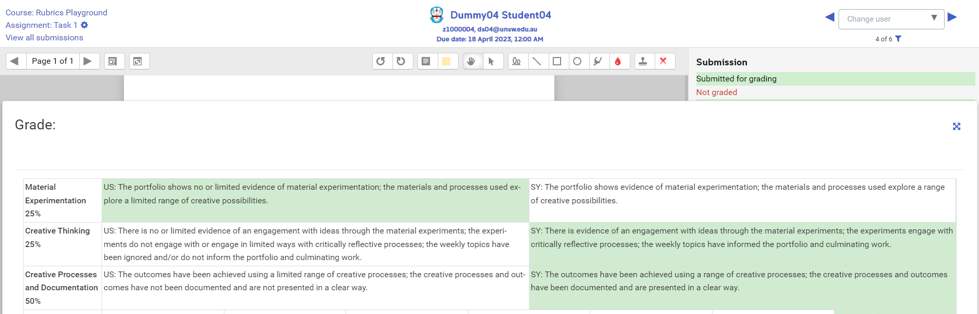 Course: Rubrics Playground
Assignment: Task 1
View all submissions
Dummy04 Student04
z1000004, ds04@unsw.edu.au
Due date: 18 April 2023, 12:00 AM
Change user
4 of 6
Page 1 of 1
Submission
Submitted for grading
Not graded
Grade:
Material
Experimentation
25%
US: The portfolio shows no or limited evidence of material experimentation; the materials and processes used ex-
plore a limited range of creative possibilities.
SY: The portfolio shows evidence of material experimentation; the materials and processes used explore a range
of creative possibilities.
Creative Thinking
25%
US: There is no or limited evidence of an engagement with ideas through the material experiments; the experi-
ments do not engage with or engage in limited ways with critically reflective processes; the weekly topics have
been ignored and/or do not inform the portfolio and culminating work.
SY: There is evidence of an engagement with ideas through the material experiments; the experiments engage with
critically reflective processes; the weekly topics have informed the portfolio and culminating work.
Creative Processes
and Documentation
50%
US: The outcomes have been achieved using a limited range of creative processes; the creative processes and out-
comes have not been documented and are not presented in a clear way.
SY: The outcomes have been achieved using a range of creative processes; the creative processes and outcomes
have been documented and are presented in a clear way.